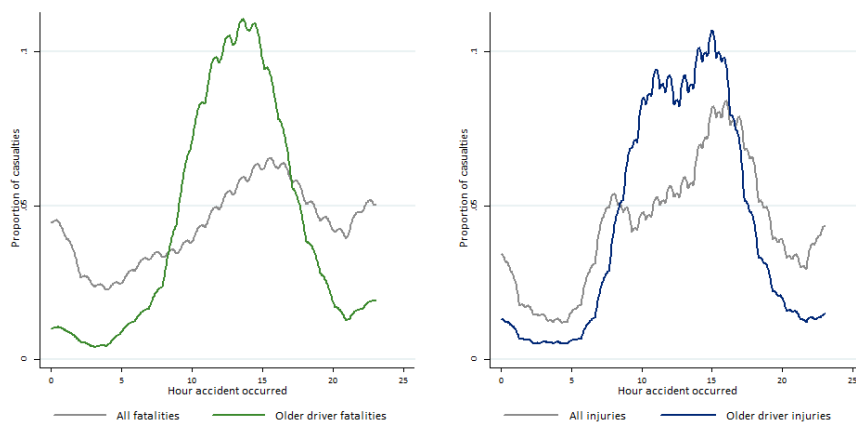 .1
.05
0
Proportion of casualties
0 5 10 15 20 25
Hour accident occurred
All fatalities Older driver fatalities
.1
.05
0
Proportion of casualties
0 5 10 15 20 25
Hour accident occurred
All injuries Older driver injuries